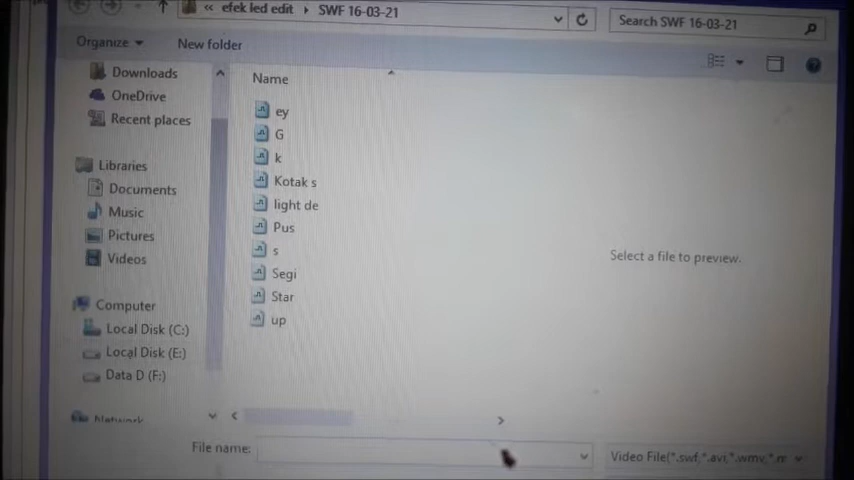 « efek led edit › SWF 16-03-21
Search SWF 16-03-21
Organize
New folder
Downloads
OneDrive
Recent places
Libraries
Documents
Music
Pictures
Videos
Computer
Local Disk (C:)
Local Disk (E:)
Data D (F:)
Network
Name
ey
G
k
Kotak s
light de
Pus
s
Segi
Star
up
Select a file to preview.
File name:
Video File(*.swf,*.avi,*.wmv,*.m